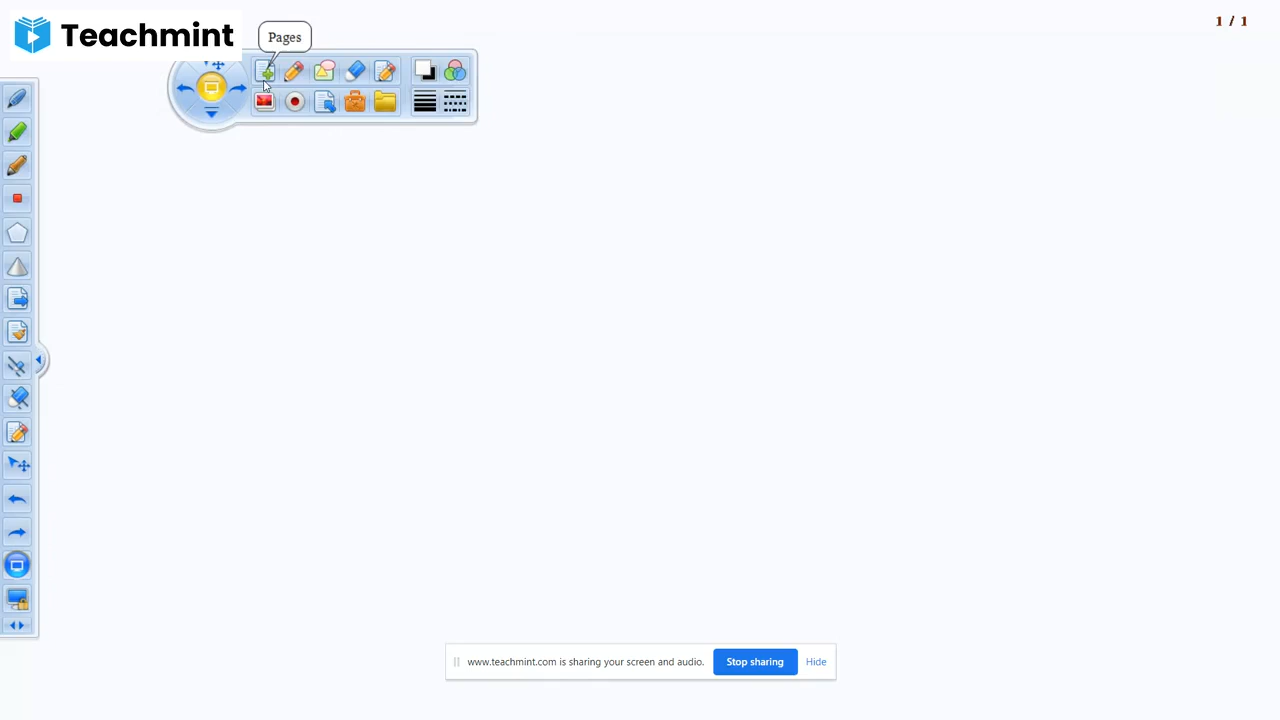 1 / 1
Teachmint
Pages
www.teachmint.com is sharing your screen and audio.
Stop sharing
Hide